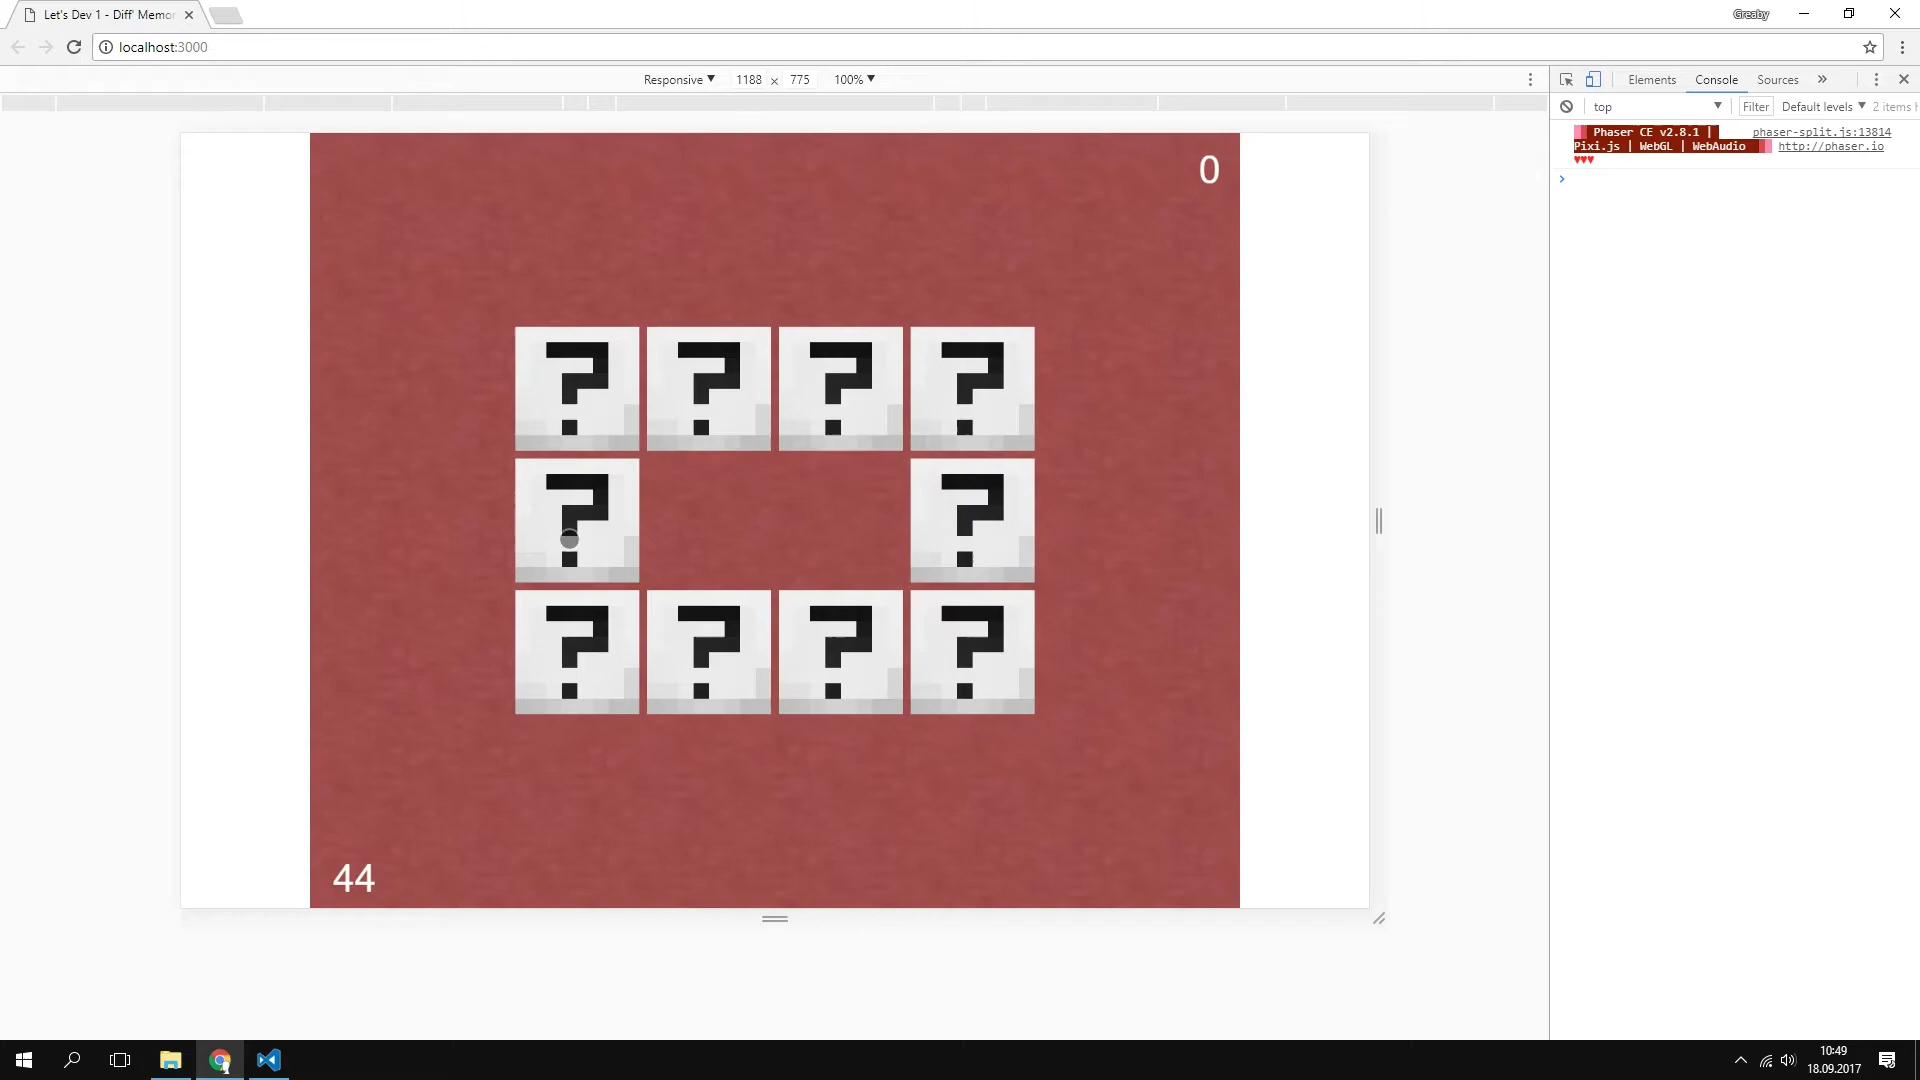 Let's Dev 1 - Diff' Memor
Greaby
localhost:3000
Responsive 1188 × 775 100%
Elements Console Sources »
top Filter Default levels 2 items h
Phaser CE v2.8.1 | phaser-split.js:13814
Pixi.js | WebGL | WebAudio http://phaser.io
♥♥♥
0
? ? ? ?
? ?
? ? ? ?
44
10:49
18.09.2017